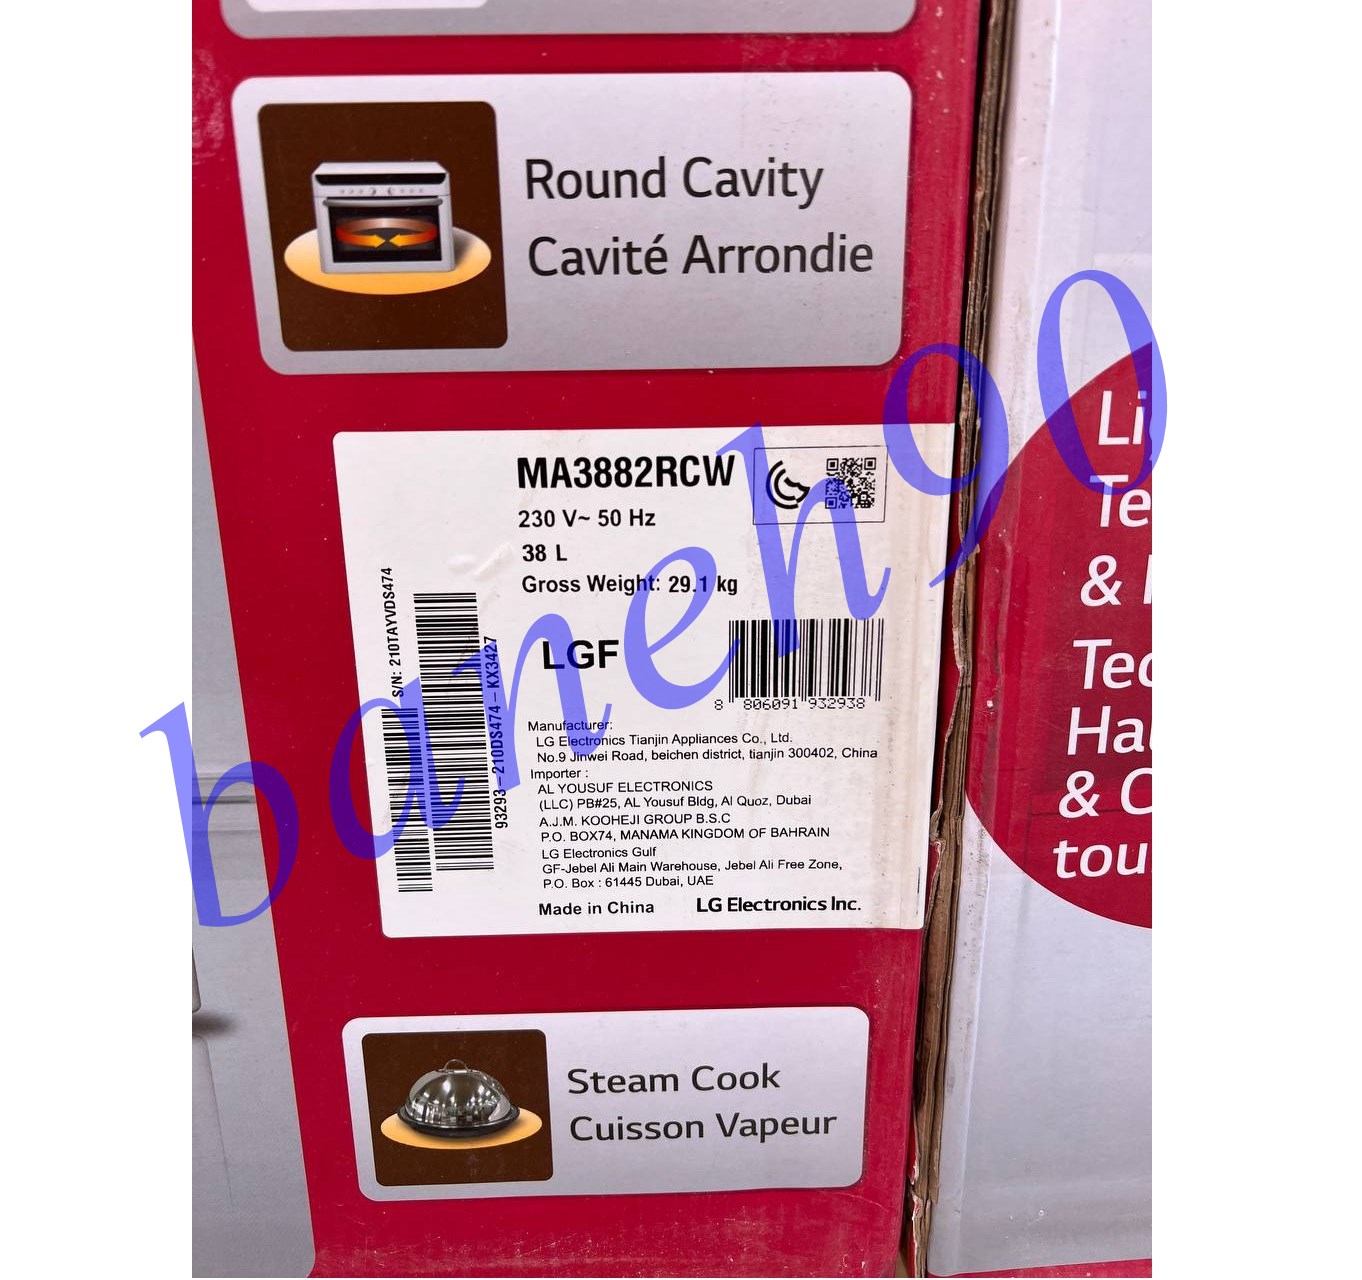 Round Cavity
Cavité Arrondie
MA3882RCW
230 V~ 50 Hz
38 L
Gross Weight: 29.1 kg
S/N: 210TAYVDS474
93293-210DS474-KX3427
LGF
8 806091 932938
Manufacturer:
LG Electronics Tianjin Appliances Co., Ltd.
No.9 Jinwei Road, beichen district, tianjin 300402, China
Importer :
AL YOUSUF ELECTRONICS
(LLC) PB#25, AL Yousuf Bldg, Al Quoz, Dubai
A.J.M. KOOHEJI GROUP B.S.C
P.O. BOX74, MANAMA KINGDOM OF BAHRAIN
LG Electronics Gulf
GF-Jebel Ali Main Warehouse, Jebel Ali Free Zone,
P.O. Box : 61445 Dubai, UAE
Made in China LG Electronics Inc.
Steam Cook
Cuisson Vapeur
&
& C
baneh90